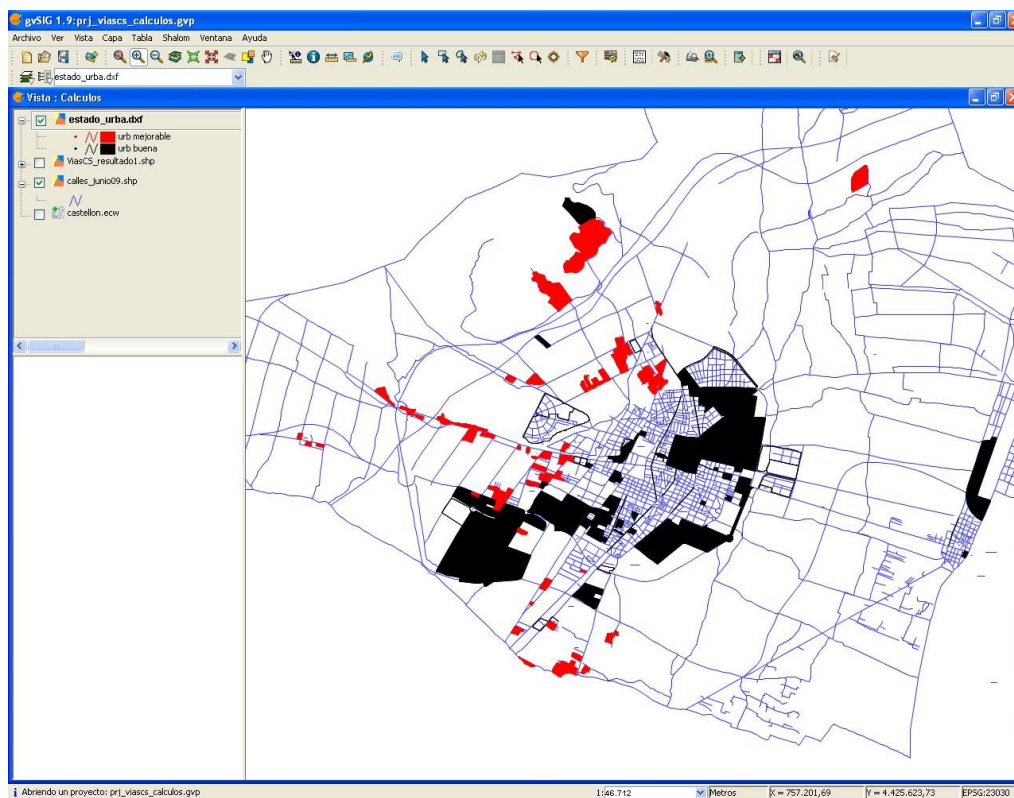 gvSIG 1.9:prj_viascs_calculos.gvp
Archivo Ver Vista Capa Tabla Shalom Ventana Ayuda
estado_urba.dxf
Vista : Calculos
estado_urba.dxf
urb mejorable
urb buena
ViasCS_resultado1.shp
calles_junio09.shp
castellon.ecw
Abriendo un proyecto: prj_viascs_calculos.gvp
1:46.712
Metros
X = 757.201,69
Y = 4.425.623,73
EPSG:23030